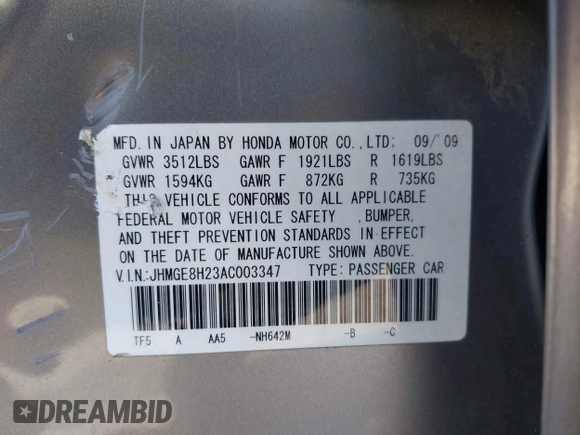 MFD. IN JAPAN BY HONDA MOTOR CO.,LTD: 09/'09
GVWR 3512LBS GAWR F 1921LBS R 1619LBS
GVWR 1594KG GAWR F 872KG R 735KG
THIS VEHICLE CONFORMS TO ALL APPLICABLE
FEDERAL MOTOR VEHICLE SAFETY , BUMPER,
AND THEFT PREVENTION STANDARDS IN EFFECT
ON THE DATE OF MANUFACTURE SHOWN ABOVE.
V.I.N.:JHMGE8H23AC003347 TYPE: PASSENGER CAR
TF5 A AA5 -NH642M -B -C
DREAMBID